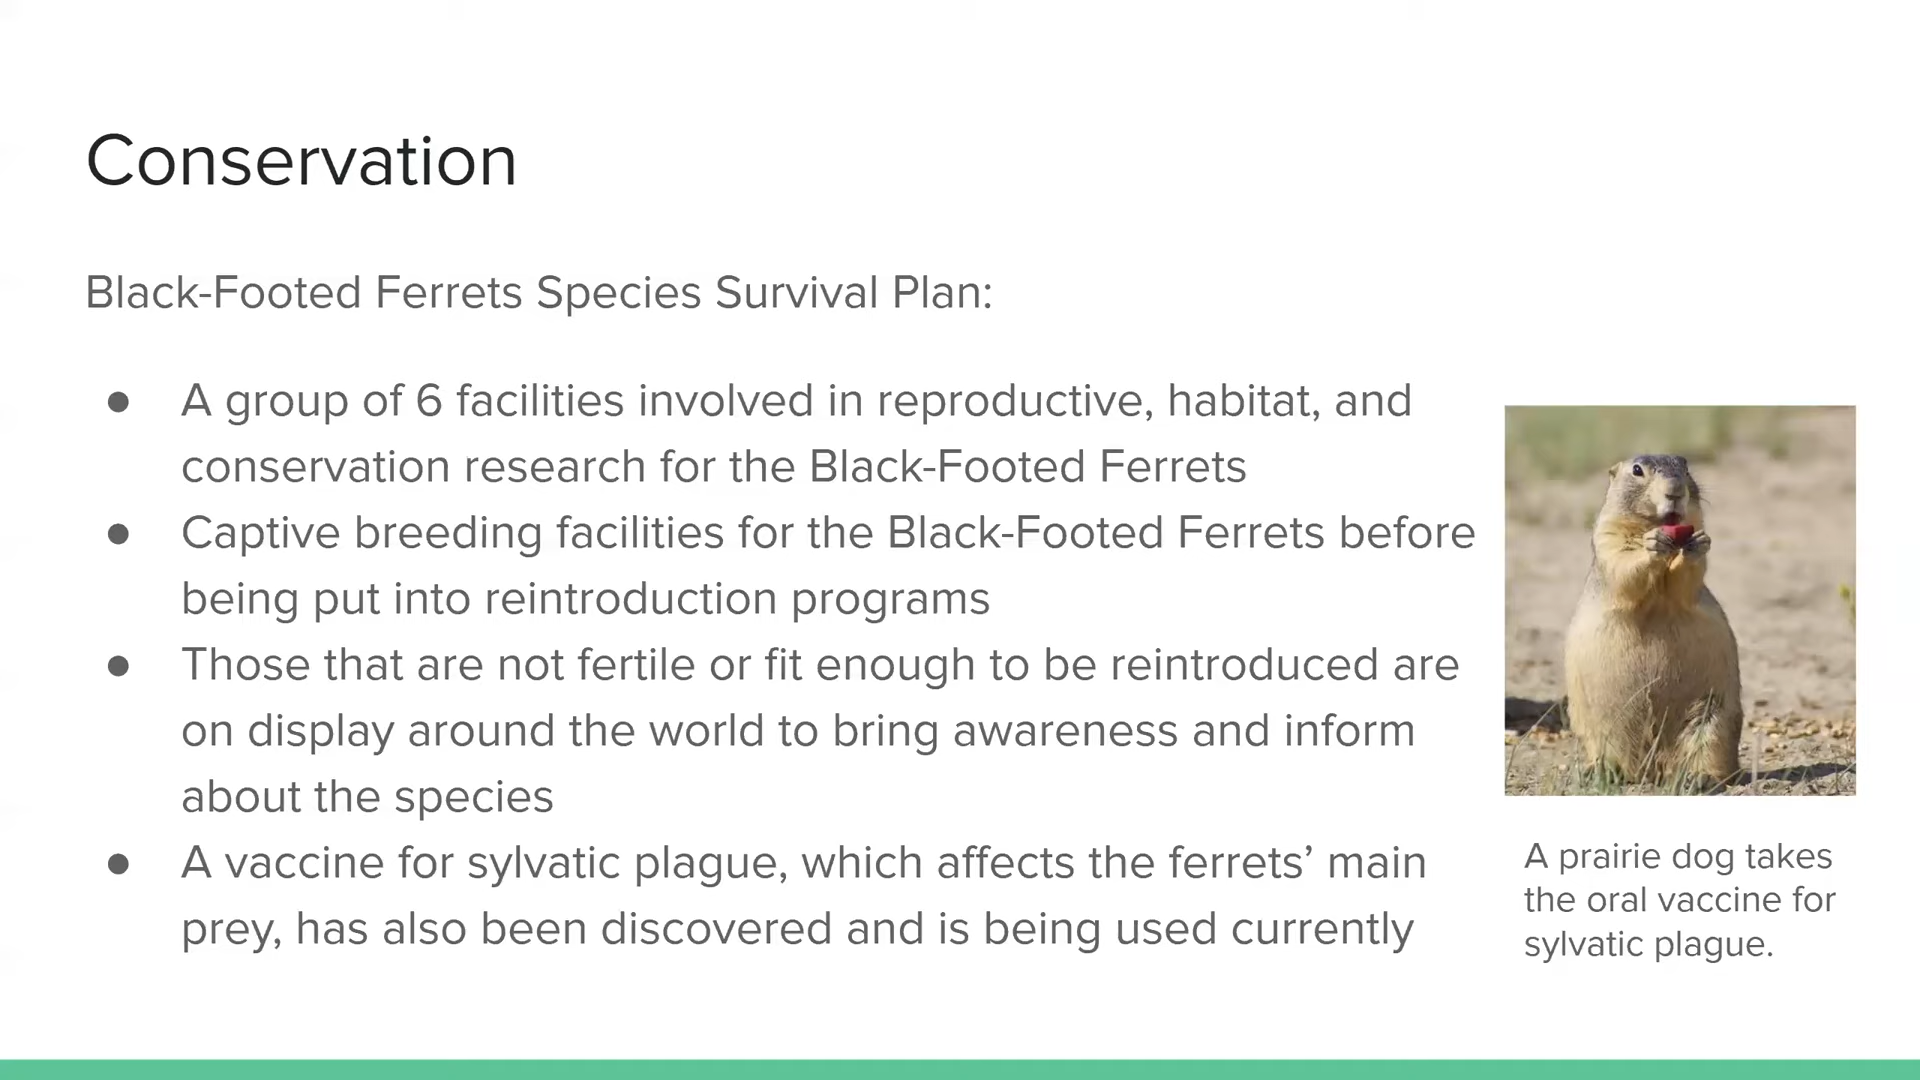 Conservation
Black-Footed Ferrets Species Survival Plan:
● A group of 6 facilities involved in reproductive, habitat, and
conservation research for the Black-Footed Ferrets
● Captive breeding facilities for the Black-Footed Ferrets before
being put into reintroduction programs
● Those that are not fertile or fit enough to be reintroduced are
on display around the world to bring awareness and inform
about the species
● A vaccine for sylvatic plague, which affects the ferrets’ main
prey, has also been discovered and is being used currently
A prairie dog takes
the oral vaccine for
sylvatic plague.